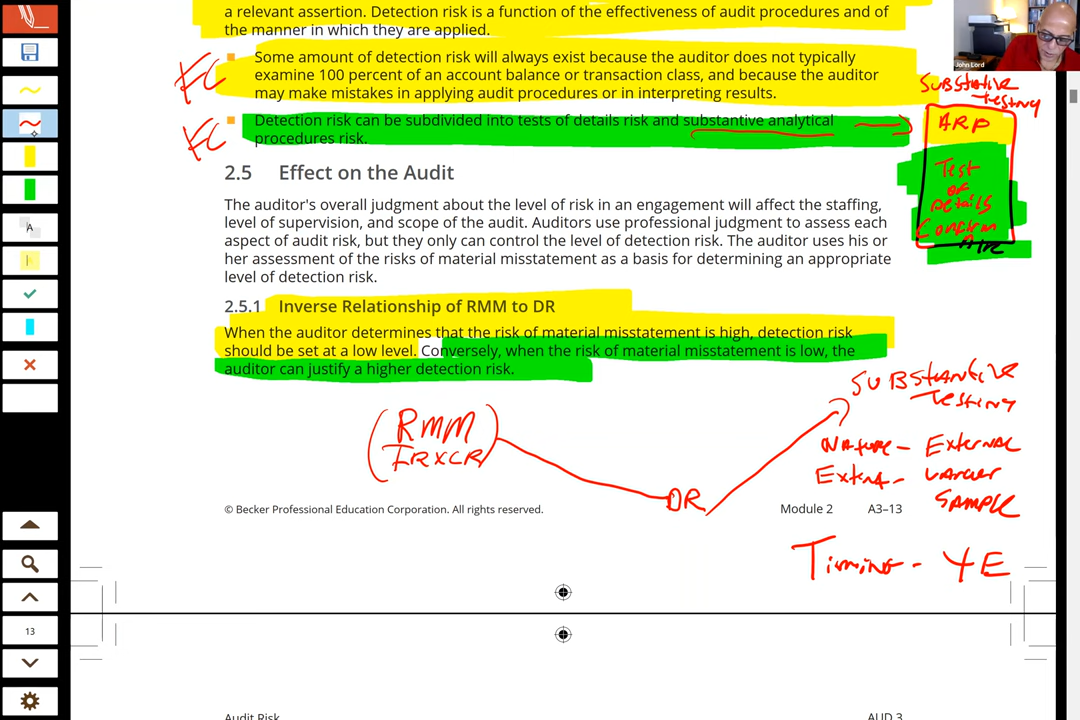 a relevant assertion. Detection risk is a function of the effectiveness of audit procedures and of
the manner in which they are applied.
John Lord
FC
Some amount of detection risk will always exist because the auditor does not typically
examine 100 percent of an account balance or transaction class, and because the auditor
may make mistakes in applying audit procedures or in interpreting results.
Testing
FC
Detection risk can be subdivided into tests of details risk and substantive analytical
procedures risk.
ARP
Test
of
Details
Confirm
A/R
2.5 Effect on the Audit
The auditor's overall judgment about the level of risk in an engagement will affect the staffing,
level of supervision, and scope of the audit. Auditors use professional judgment to assess each
aspect of audit risk, but they only can control the level of detection risk. The auditor uses his or
her assessment of the risks of material misstatement as a basis for determining an appropriate
level of detection risk.
2.5.1 Inverse Relationship of RMM to DR
When the auditor determines that the risk of material misstatement is high, detection risk
should be set at a low level. Conversely, when the risk of material misstatement is low, the
auditor can justify a higher detection risk.
SUBSTANTIVE
Testing
RMM
IRXCR
DR
Nature - External
Extent - Larger
SAMPLE
Timing - YE
© Becker Professional Education Corporation. All rights reserved.
Module 2 A3–13
A
13
Audit Risk
AUD 3